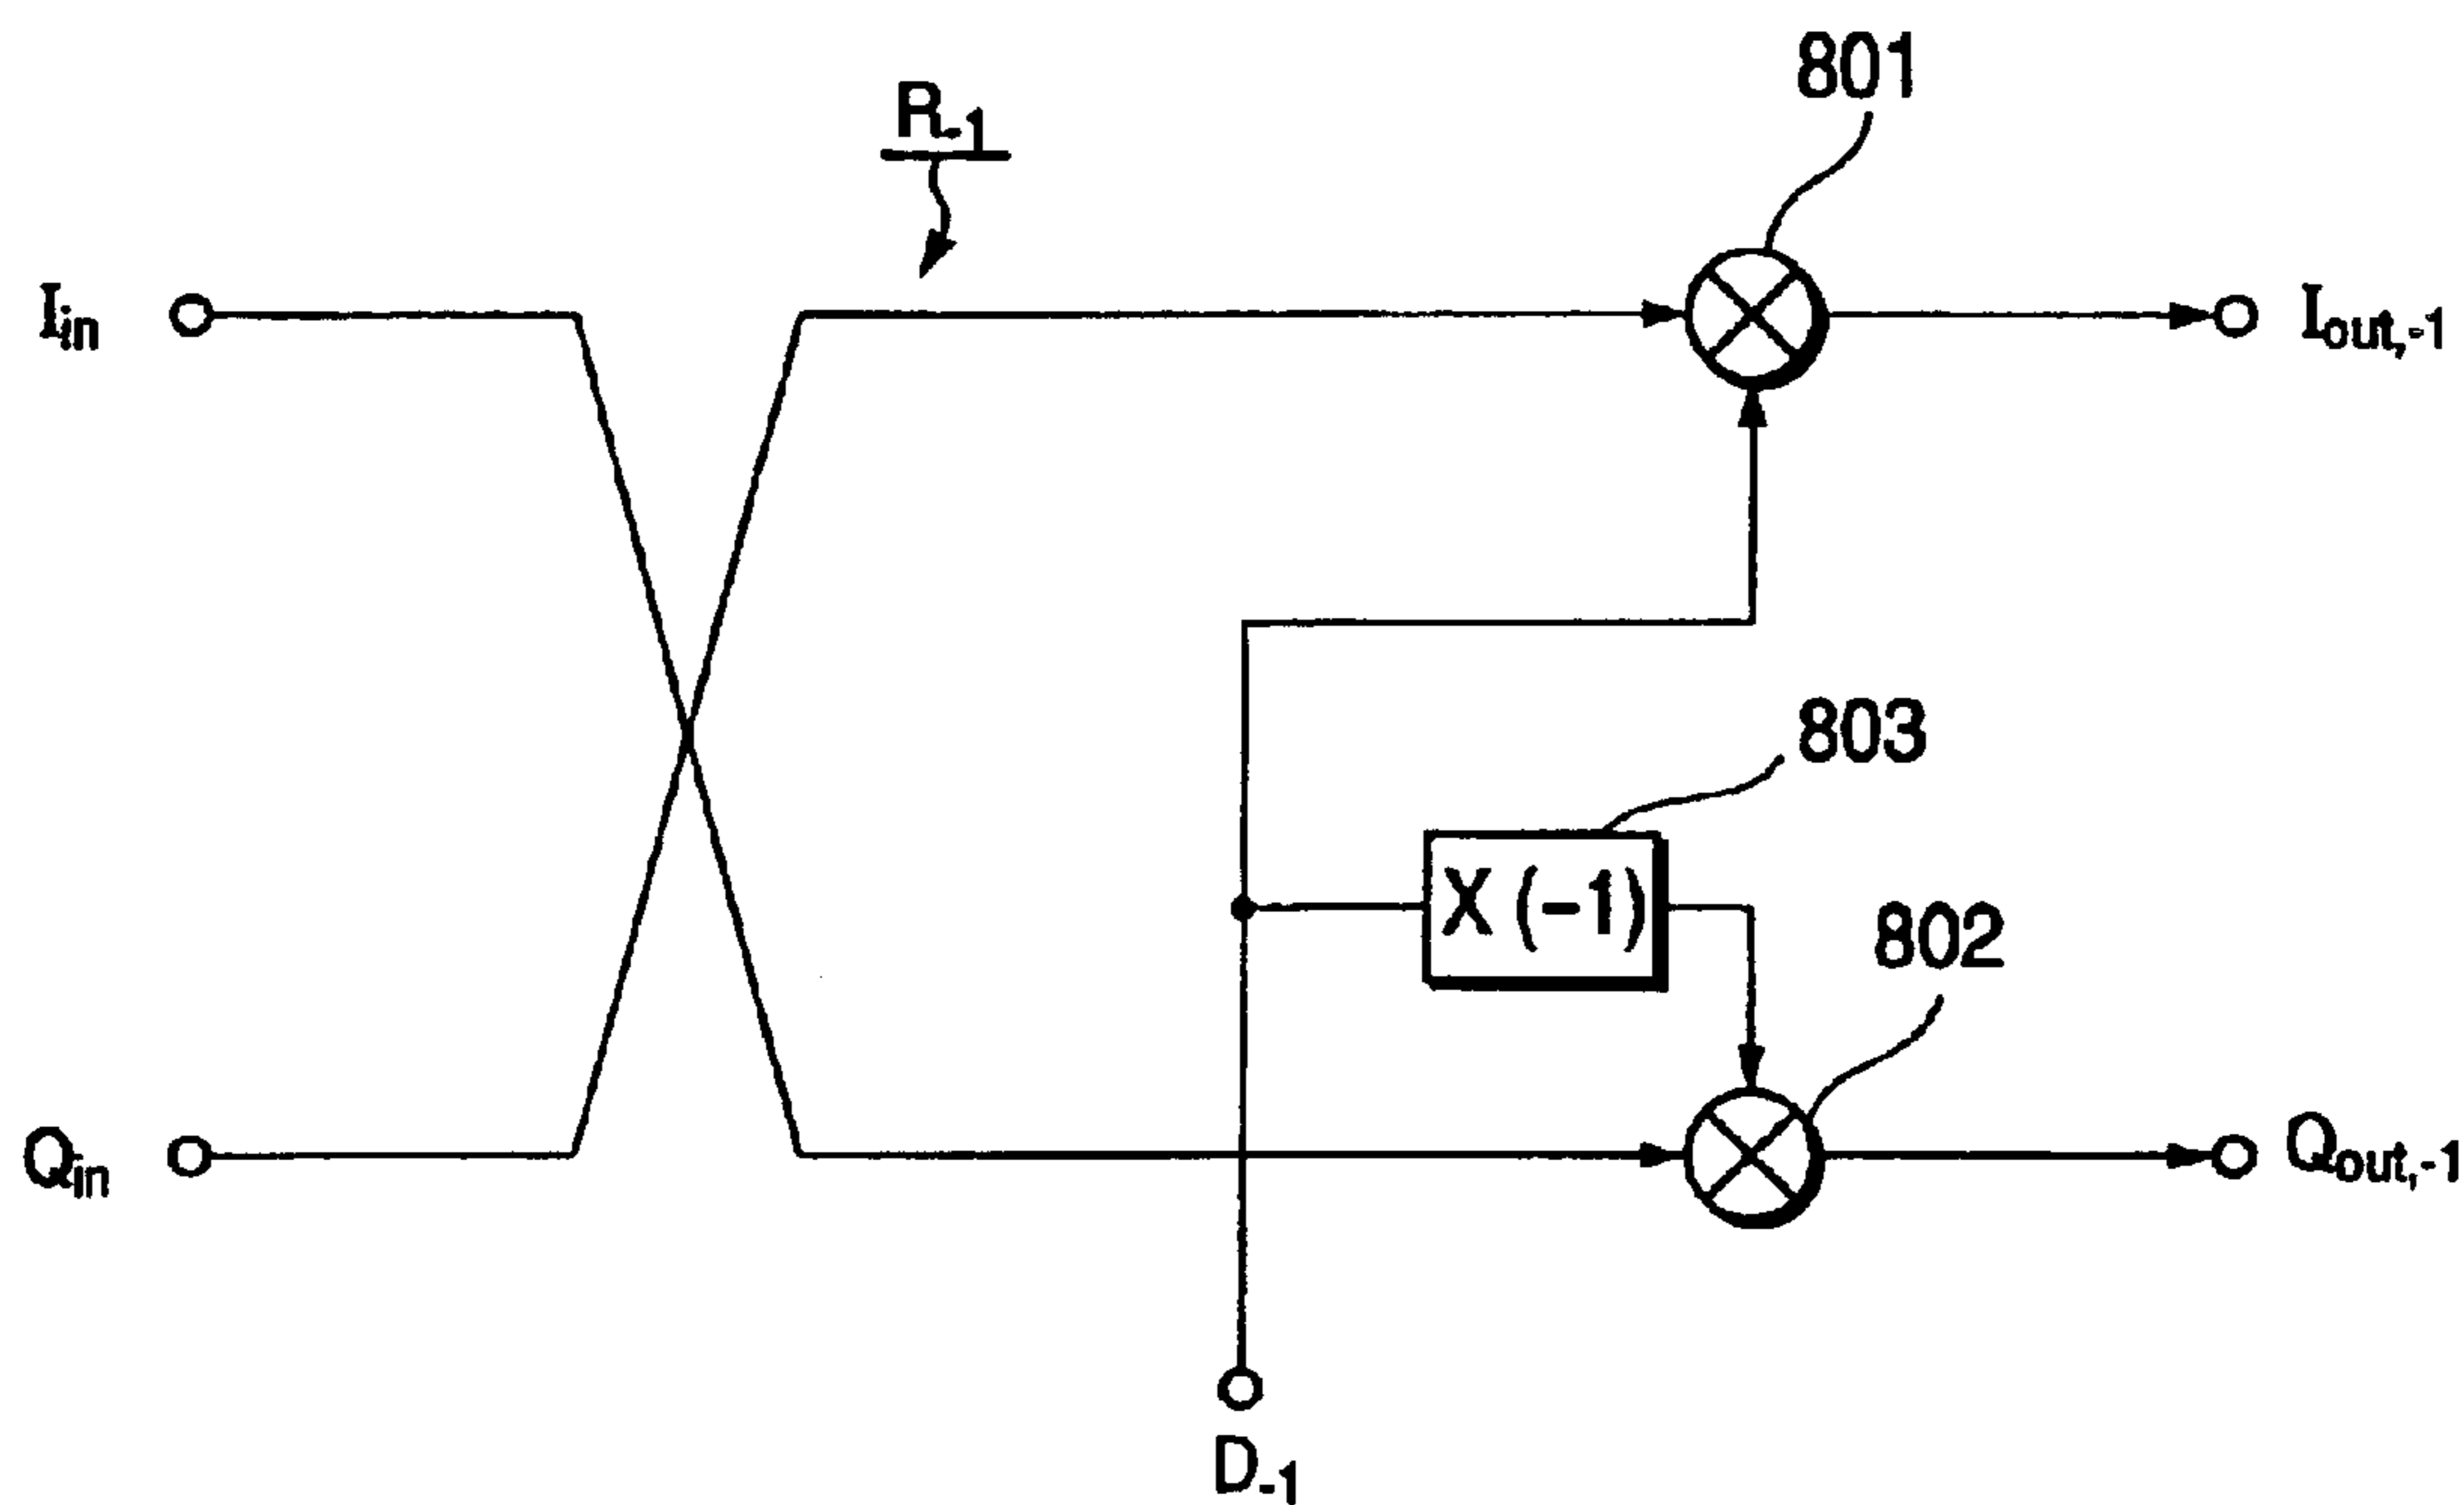 801
R-1
Iin
Iout,-1
803
X (-1)
802
Qin
Qout,-1
D-1